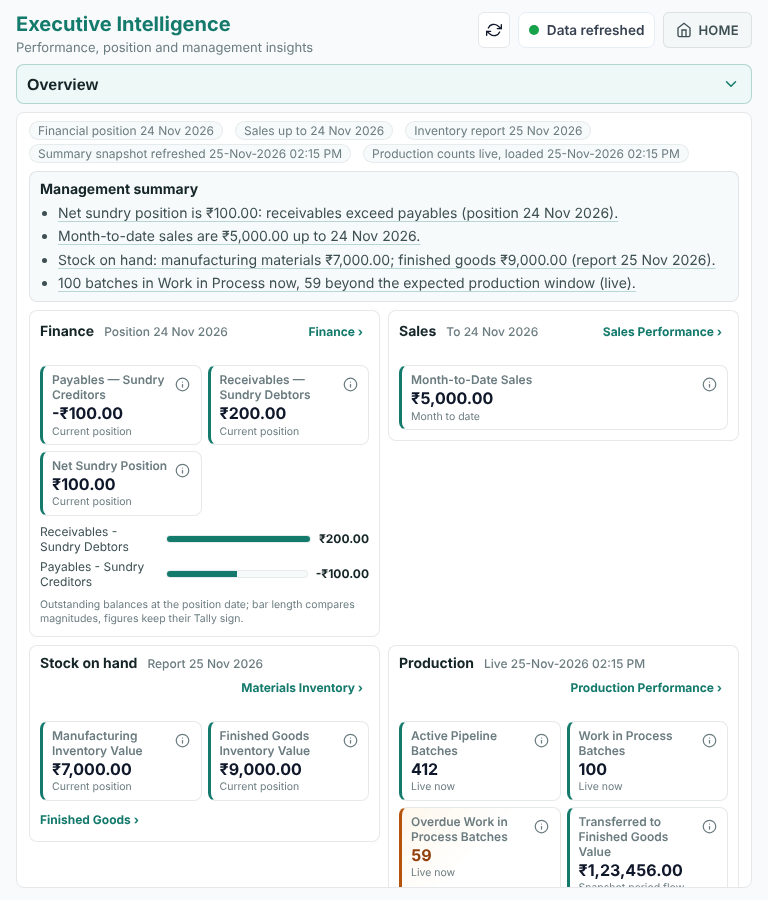 Executive Intelligence
Performance, position and management insights
Data refreshed
HOME
Overview
Financial position 24 Nov 2026
Sales up to 24 Nov 2026
Inventory report 25 Nov 2026
Summary snapshot refreshed 25-Nov-2026 02:15 PM
Production counts live, loaded 25-Nov-2026 02:15 PM
Management summary
• Net sundry position is ₹100.00: receivables exceed payables (position 24 Nov 2026).
• Month-to-date sales are ₹5,000.00 up to 24 Nov 2026.
• Stock on hand: manufacturing materials ₹7,000.00; finished goods ₹9,000.00 (report 25 Nov 2026).
• 100 batches in Work in Process now, 59 beyond the expected production window (live).
Finance Position 24 Nov 2026
Finance ›
Payables — Sundry
Creditors
-₹100.00
Current position
Receivables —
Sundry Debtors
₹200.00
Current position
Net Sundry Position
₹100.00
Current position
Receivables -
Sundry Debtors
₹200.00
Payables - Sundry
Creditors
-₹100.00
Outstanding balances at the position date; bar length compares
magnitudes, figures keep their Tally sign.
Sales To 24 Nov 2026
Sales Performance ›
Month-to-Date Sales
₹5,000.00
Month to date
Stock on hand Report 25 Nov 2026
Materials Inventory ›
Manufacturing
Inventory Value
₹7,000.00
Current position
Finished Goods
Inventory Value
₹9,000.00
Current position
Finished Goods ›
Production Live 25-Nov-2026 02:15 PM
Production Performance ›
Active Pipeline
Batches
412
Live now
Work in Process
Batches
100
Live now
Overdue Work in
Process Batches
59
Live now
Transferred to
Finished Goods
Value
₹1,23,456.00
Snapshot period flow